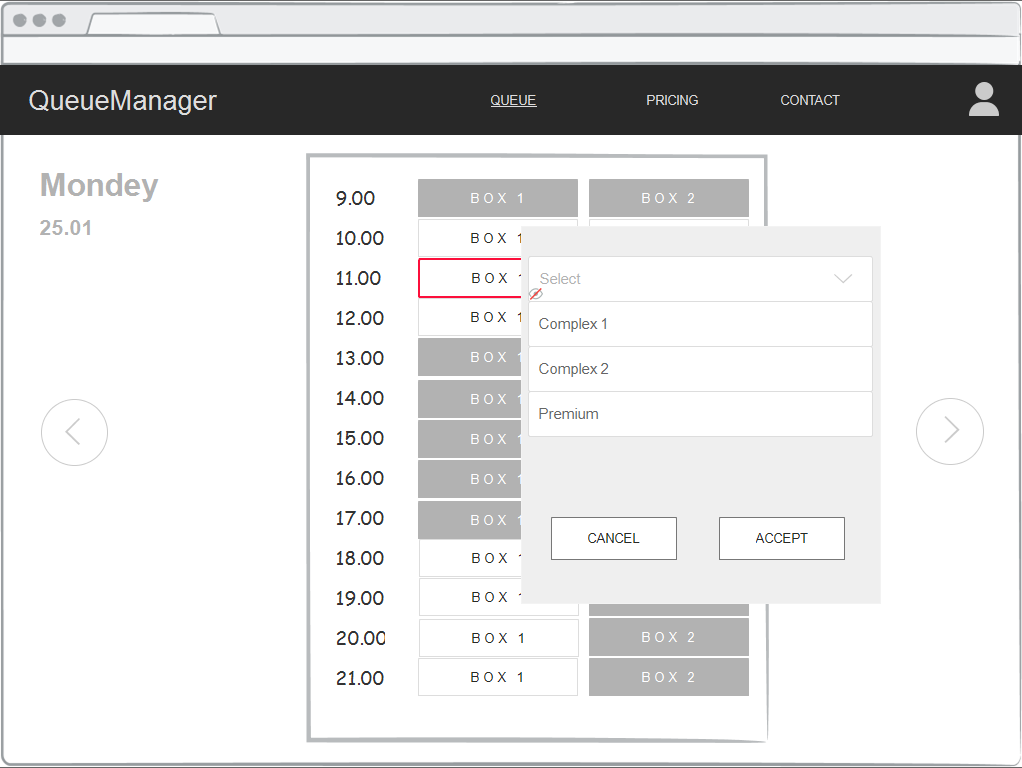 QueueManager QUEUE PRICING CONTACT
Mondey
25.01
9.00 BOX 1 BOX 2
10.00 BOX 1
11.00 BOX 1
12.00 BOX 1
13.00 BOX 1
14.00 BOX 1
15.00 BOX 1
16.00 BOX 1
17.00 BOX 1
18.00 BOX 1
19.00 BOX 1
20.00 BOX 1 BOX 2
21.00 BOX 1 BOX 2
Select
Complex 1
Complex 2
Premium
CANCEL ACCEPT